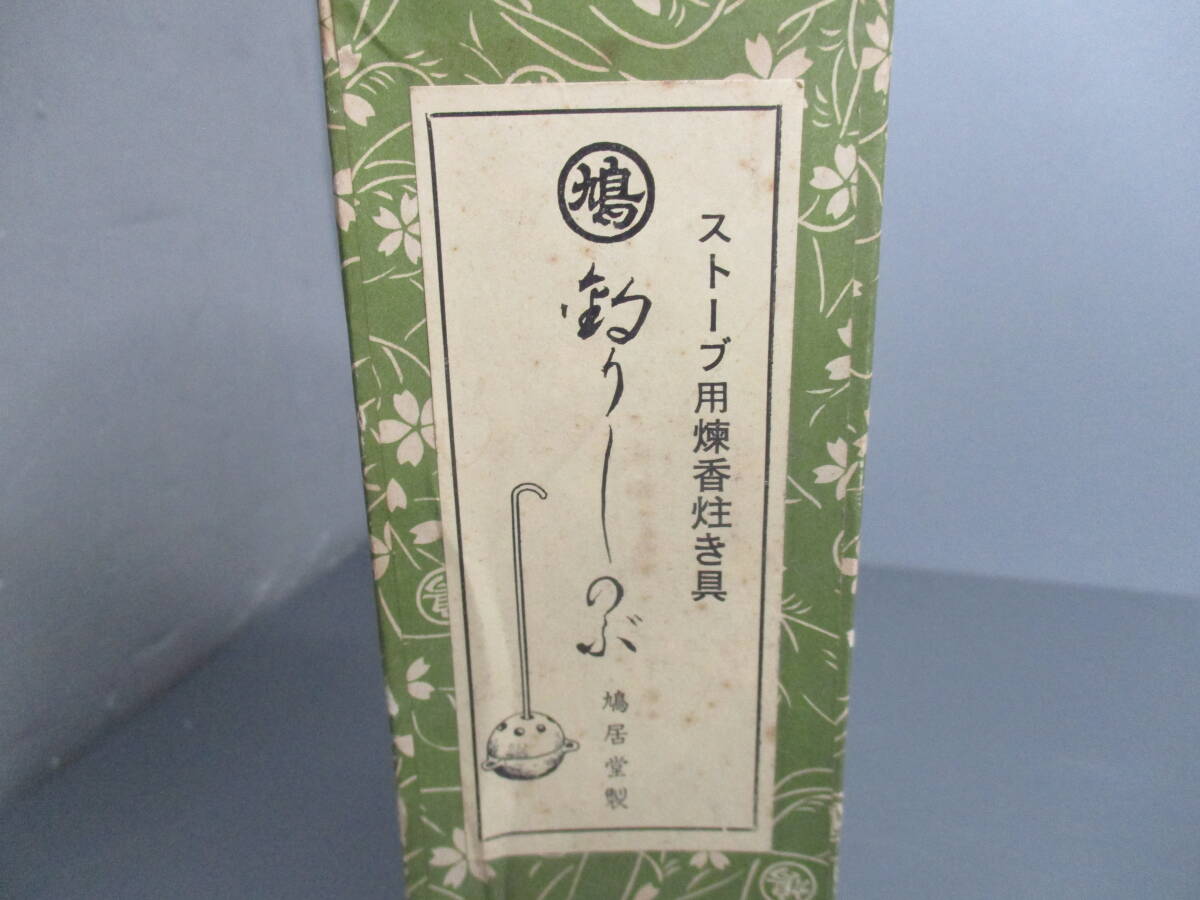 ストーブ用煉香炷き具
鳩
釣りしのぶ
鳩居堂製